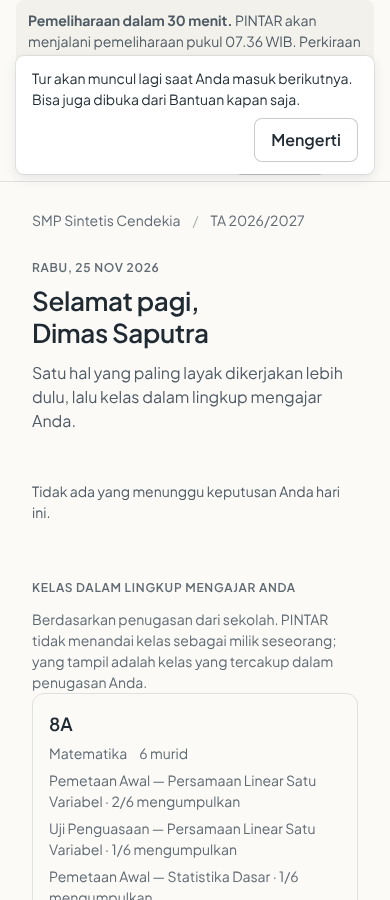 Pemeliharaan dalam 30 menit. PINTAR akan
menjalani pemeliharaan pukul 07.36 WIB. Perkiraan
Tur akan muncul lagi saat Anda masuk berikutnya.
Bisa juga dibuka dari Bantuan kapan saja.
Mengerti
SMP Sintetis Cendekia / TA 2026/2027
RABU, 25 NOV 2026
Selamat pagi,
Dimas Saputra
Satu hal yang paling layak dikerjakan lebih
dulu, lalu kelas dalam lingkup mengajar
Anda.
Tidak ada yang menunggu keputusan Anda hari
ini.
KELAS DALAM LINGKUP MENGAJAR ANDA
Berdasarkan penugasan dari sekolah. PINTAR
tidak menandai kelas sebagai milik seseorang;
yang tampil adalah kelas yang tercakup dalam
penugasan Anda.
8A
Matematika 6 murid
Pemetaan Awal — Persamaan Linear Satu
Variabel · 2/6 mengumpulkan
Uji Penguasaan — Persamaan Linear Satu
Variabel · 1/6 mengumpulkan
Pemetaan Awal — Statistika Dasar · 1/6
mengumpulkan